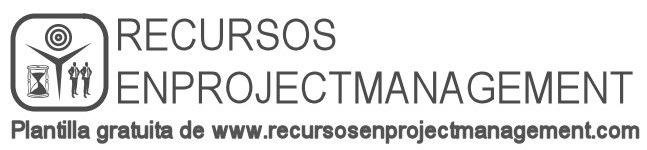 RECURSOS
ENPROJECTMANAGEMENT
Plantilla gratuita de www.recursosenprojectmanagement.com